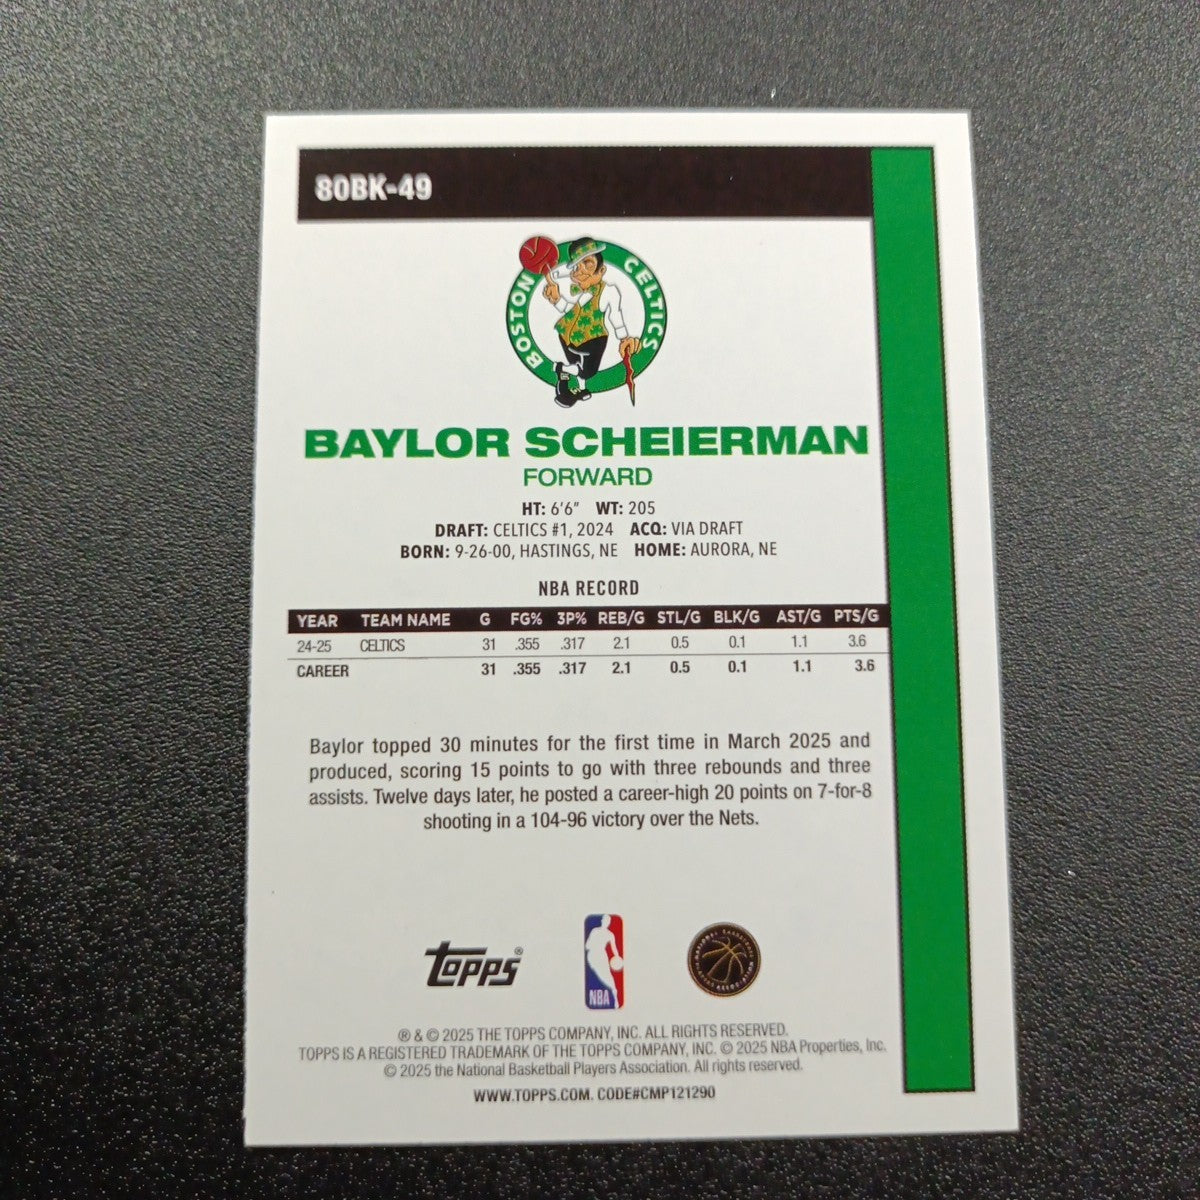 80BK-49
BOSTON CELTICS
BAYLOR SCHEIERMAN
FORWARD
HT: 6'6" WT: 205
DRAFT: CELTICS #1, 2024 ACQ: VIA DRAFT
BORN: 9-26-00, HASTINGS, NE HOME: AURORA, NE
NBA RECORD
YEAR TEAM NAME G FG% 3P% REB/G STL/G BLK/G AST/G PTS/G
24-25 CELTICS 31 .355 .317 2.1 0.5 0.1 1.1 3.6
CAREER 31 .355 .317 2.1 0.5 0.1 1.1 3.6
Baylor topped 30 minutes for the first time in March 2025 and
produced, scoring 15 points to go with three rebounds and three
assists. Twelve days later, he posted a career-high 20 points on 7-for-8
shooting in a 104-96 victory over the Nets.
topps®
NBA
NATIONAL BASKETBALL PLAYERS ASSOCIATION
® & © 2025 THE TOPPS COMPANY, INC. ALL RIGHTS RESERVED.
TOPPS IS A REGISTERED TRADEMARK OF THE TOPPS COMPANY, INC. © 2025 NBA Properties, Inc.
© 2025 the National Basketball Players Association. All rights reserved.
WWW.TOPPS.COM. CODE#CMP121290